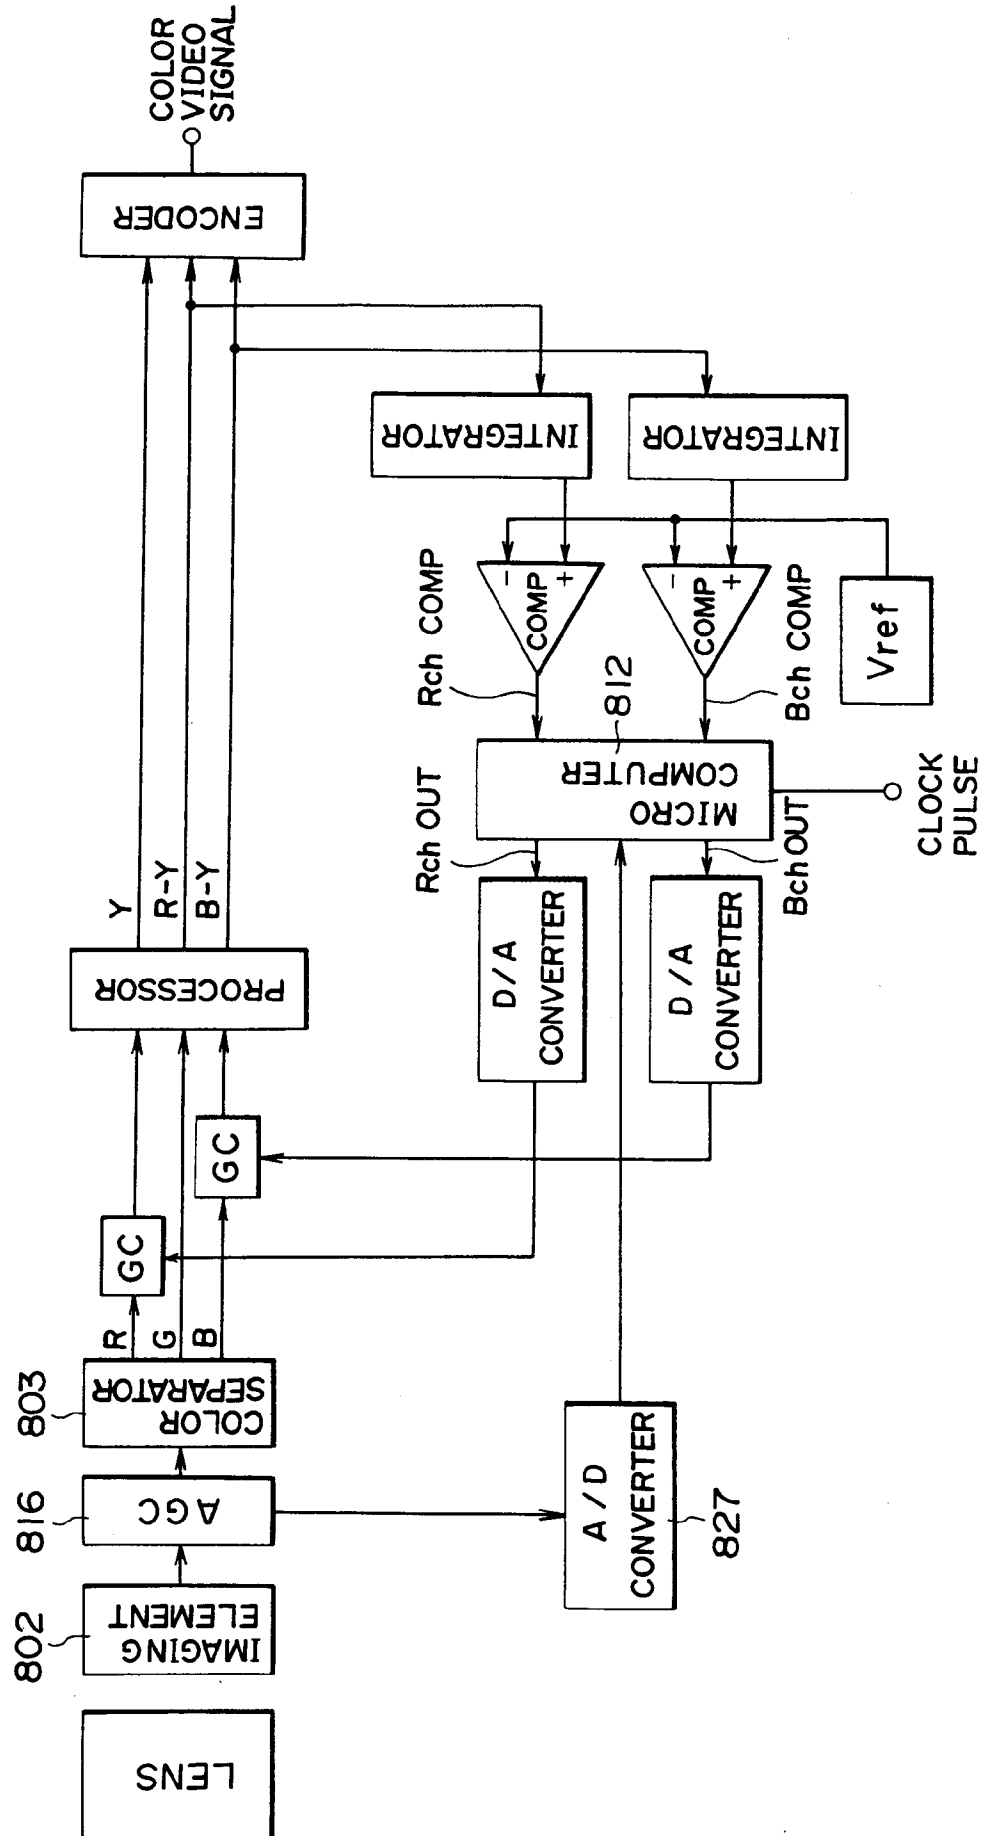 LENS
802
IMAGING
ELEMENT
816
AGC
803
COLOR
SEPARATOR
R
G
B
GC
GC
PROCESSOR
Y
R-Y
B-Y
ENCODER
COLOR
VIDEO
SIGNAL
INTEGRATOR
INTEGRATOR
Rch COMP
-
+
COMP
-
+
COMP
Bch COMP
Vref
812
MICRO
COMPUTER
CLOCK
PULSE
Rch OUT
Bch OUT
D/A
CONVERTER
D/A
CONVERTER
A/D
CONVERTER
827